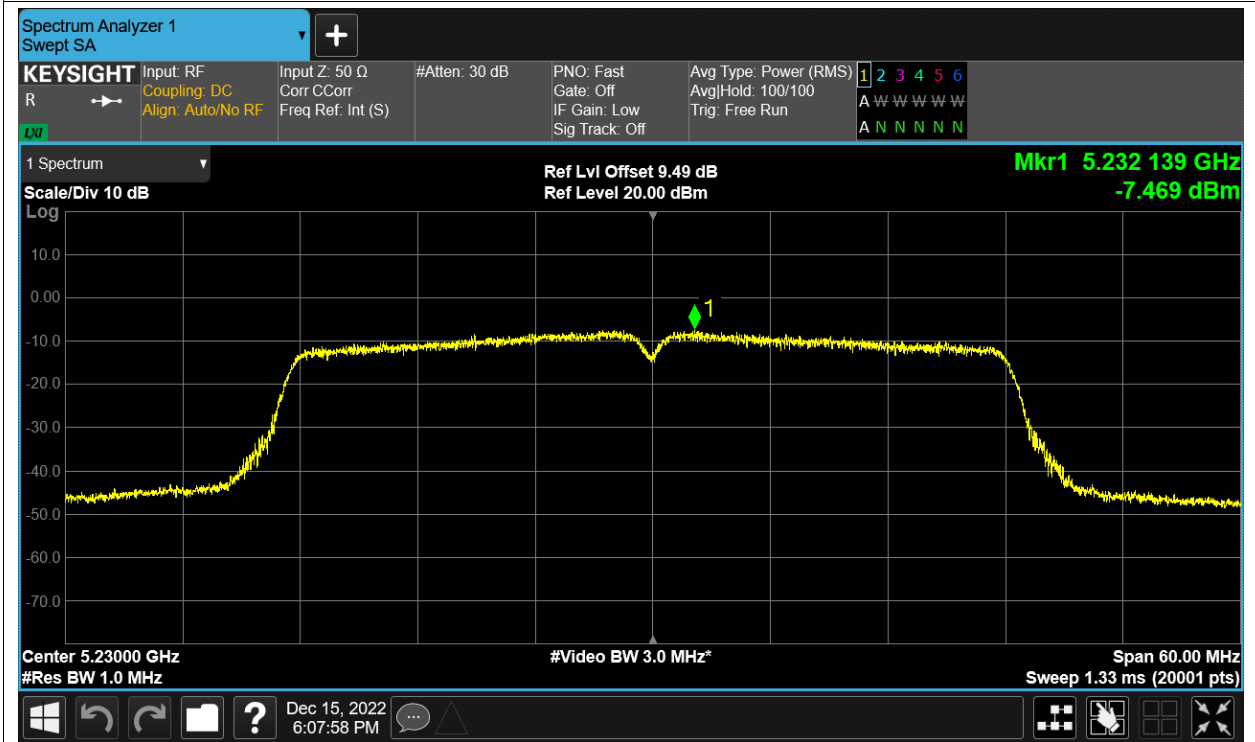 Spectrum Analyzer 1
Swept SA
+
KEYSIGHT
R
LXI
Input: RF
Coupling: DC
Align: Auto/No RF
Input Z: 50 Ω
Corr CCorr
Freq Ref: Int (S)
#Atten: 30 dB
PNO: Fast
Gate: Off
IF Gain: Low
Sig Track: Off
Avg Type: Power (RMS)
Avg|Hold: 100/100
Trig: Free Run
1 2 3 4 5 6
A W W W W W
A N N N N N
1 Spectrum
Scale/Div 10 dB
Log
Ref Lvl Offset 9.49 dB
Ref Level 20.00 dBm
Mkr1 5.232 139 GHz
-7.469 dBm
10.0
0.00
-10.0
-20.0
-30.0
-40.0
-50.0
-60.0
-70.0
1
Center 5.23000 GHz
#Res BW 1.0 MHz
#Video BW 3.0 MHz*
Span 60.00 MHz
Sweep 1.33 ms (20001 pts)
?
Dec 15, 2022
6:07:58 PM